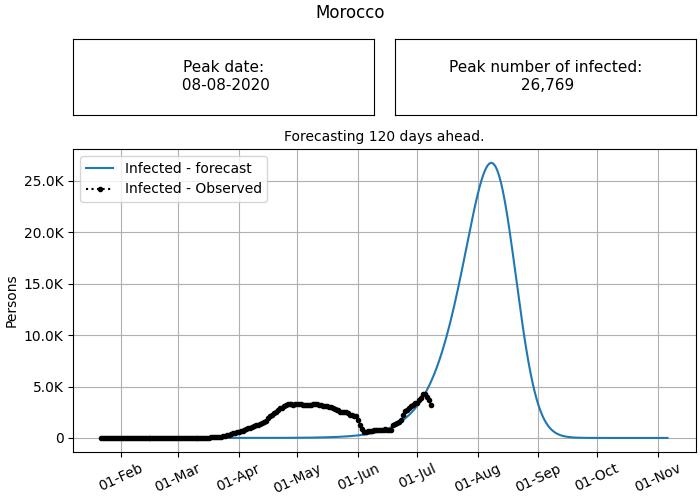 Morocco
Peak date:
08-08-2020
Peak number of infected:
26,769
Forecasting 120 days ahead.
Infected - forecast
Infected - Observed
Persons
25.0K
20.0K
15.0K
10.0K
5.0K
0
01-Feb
01-Mar
01-Apr
01-May
01-Jun
01-Jul
01-Aug
01-Sep
01-Oct
01-Nov